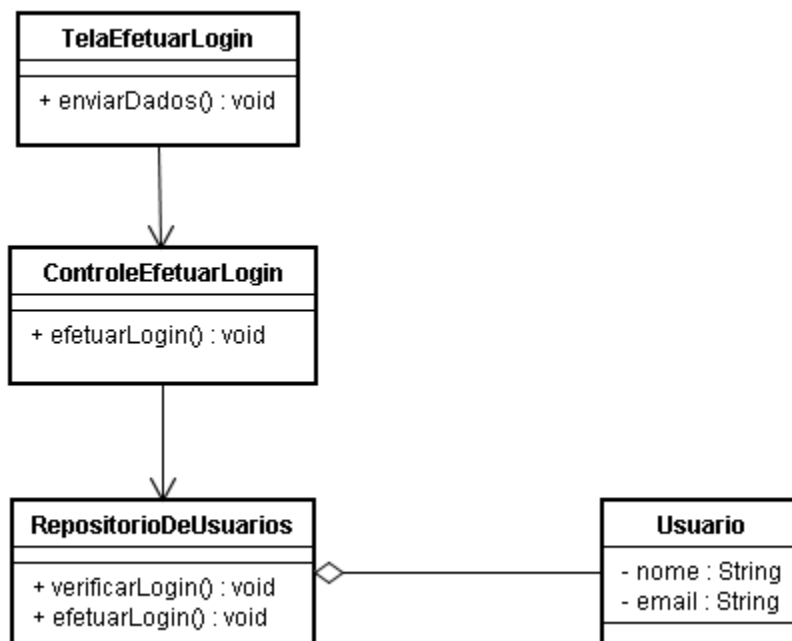 TelaEfetuarLogin
+ enviarDados() : void
ControleEfetuarLogin
+ efetuarLogin() : void
RepositorioDeUsuarios
+ verificarLogin() : void
+ efetuarLogin() : void
Usuario
- nome : String
- email : String